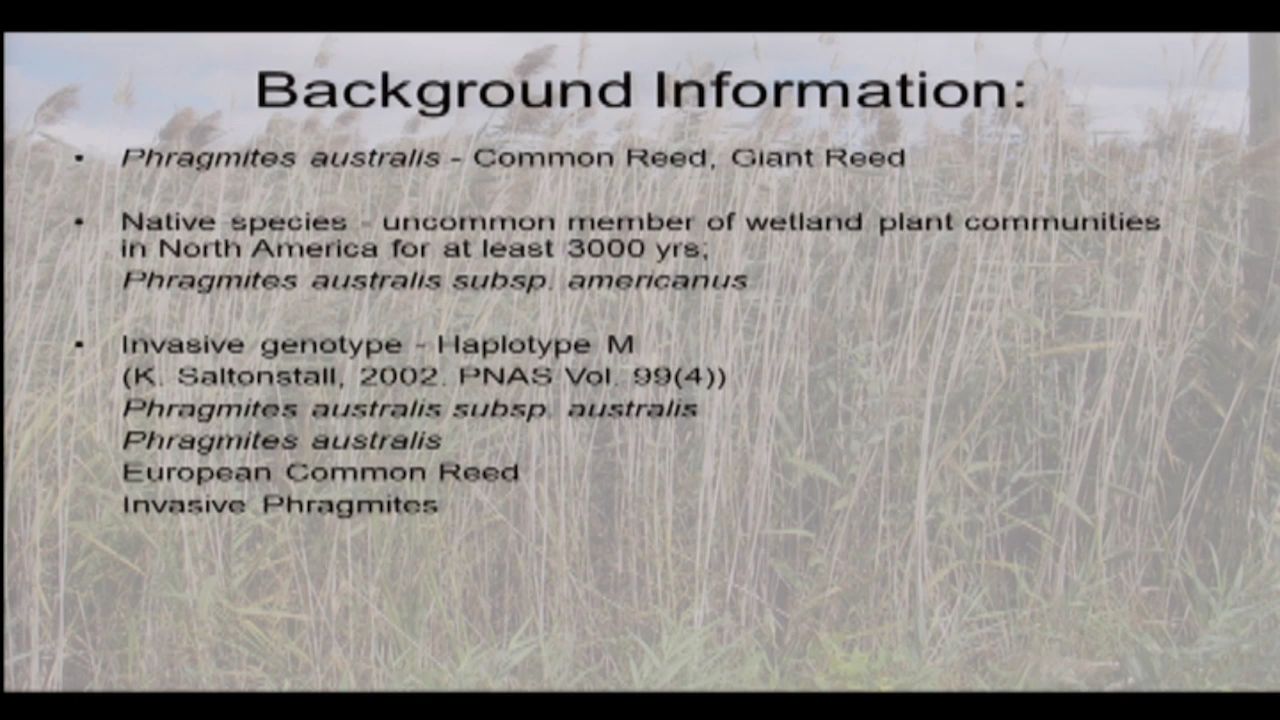 Background Information:
• Phragmites australis - Common Reed, Giant Reed
• Native species - uncommon member of wetland plant communities
in North America for at least 3000 yrs;
Phragmites australis subsp. americanus
• Invasive genotype - Haplotype M
(K. Saltonstall, 2002. PNAS Vol. 99(4))
Phragmites australis subsp. australis
Phragmites australis
European Common Reed
Invasive Phragmites